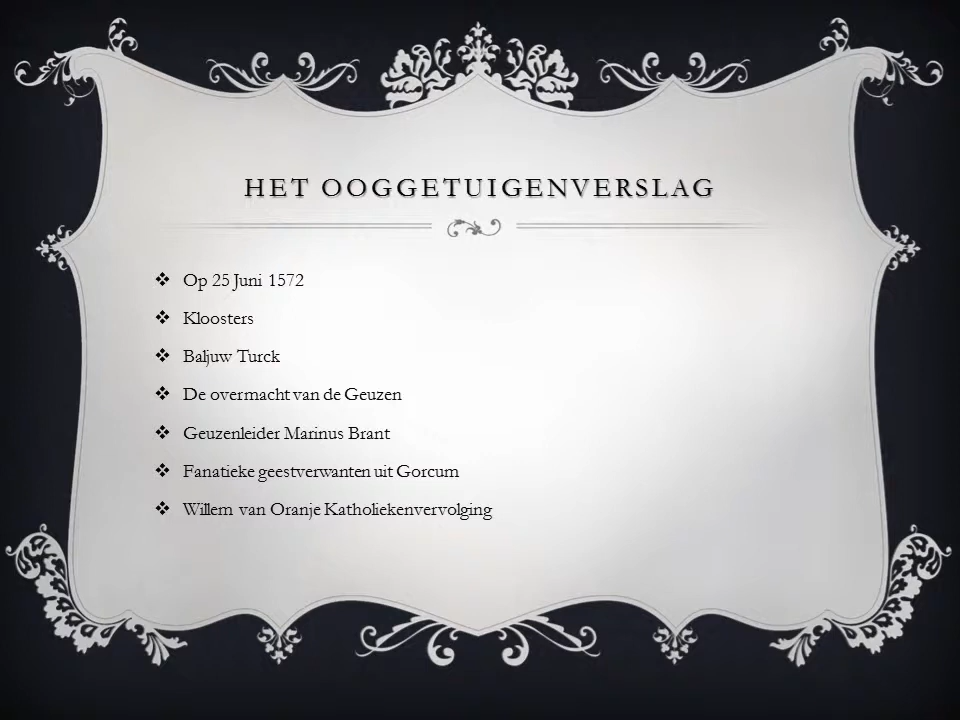 HET OOGGETUIGENVERSLAG
❖ Op 25 Juni 1572
❖ Kloosters
❖ Baljuw Turck
❖ De overmacht van de Geuzen
❖ Geuzenleider Marinus Brant
❖ Fanatieke geestverwanten uit Gorcum
❖ Willem van Oranje Katholiekenvervolging